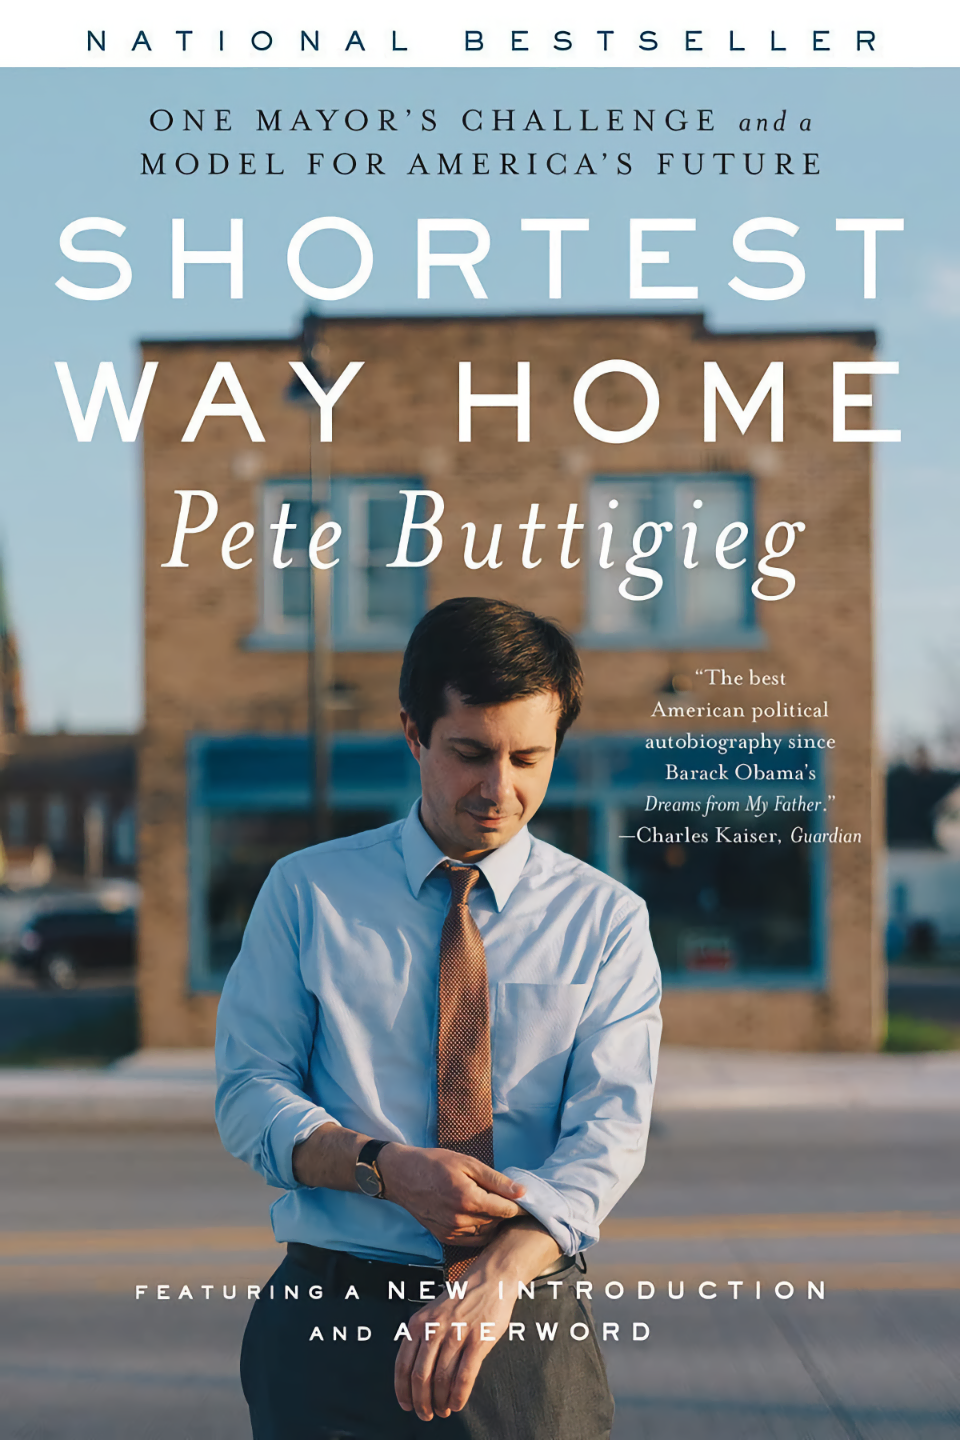 NATIONAL BESTSELLER
ONE MAYOR'S CHALLENGE and a
MODEL FOR AMERICA'S FUTURE
SHORTEST
WAY HOME
Pete Buttigieg
“The best
American political
autobiography since
Barack Obama's
Dreams from My Father.”
—Charles Kaiser, Guardian
FEATURING A NEW INTRODUCTION
AND AFTERWORD